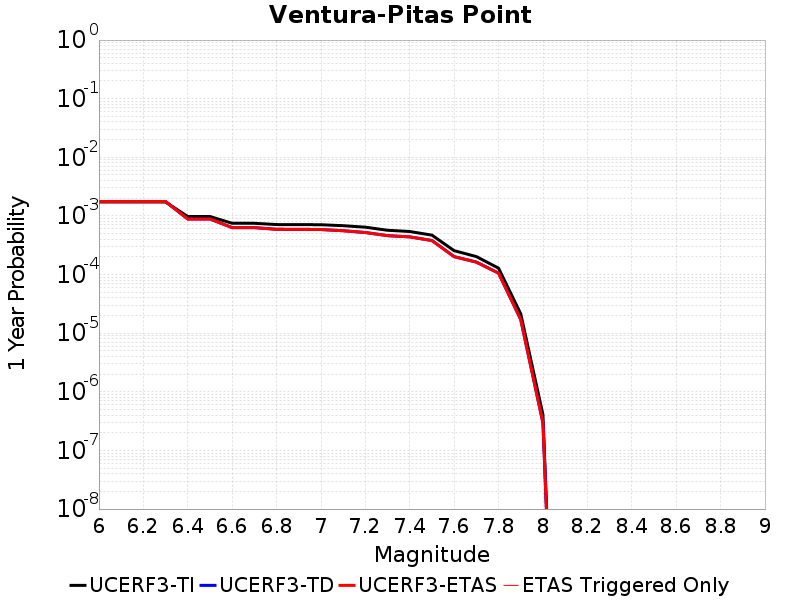 Ventura-Pitas Point
1 Year Probability
10^0
10^-1
10^-2
10^-3
10^-4
10^-5
10^-6
10^-7
10^-8
6 6.2 6.4 6.6 6.8 7 7.2 7.4 7.6 7.8 8 8.2 8.4 8.6 8.8 9
Magnitude
UCERF3-TI UCERF3-TD UCERF3-ETAS ETAS Triggered Only